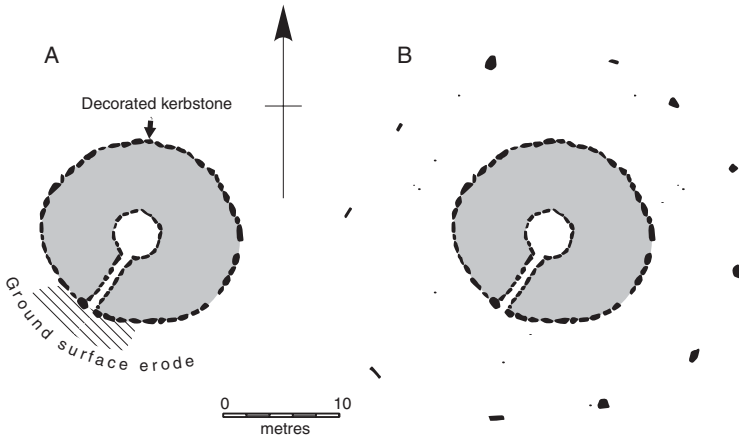 A
B
Decorated kerbstone
Ground surface erode
0 10
metres